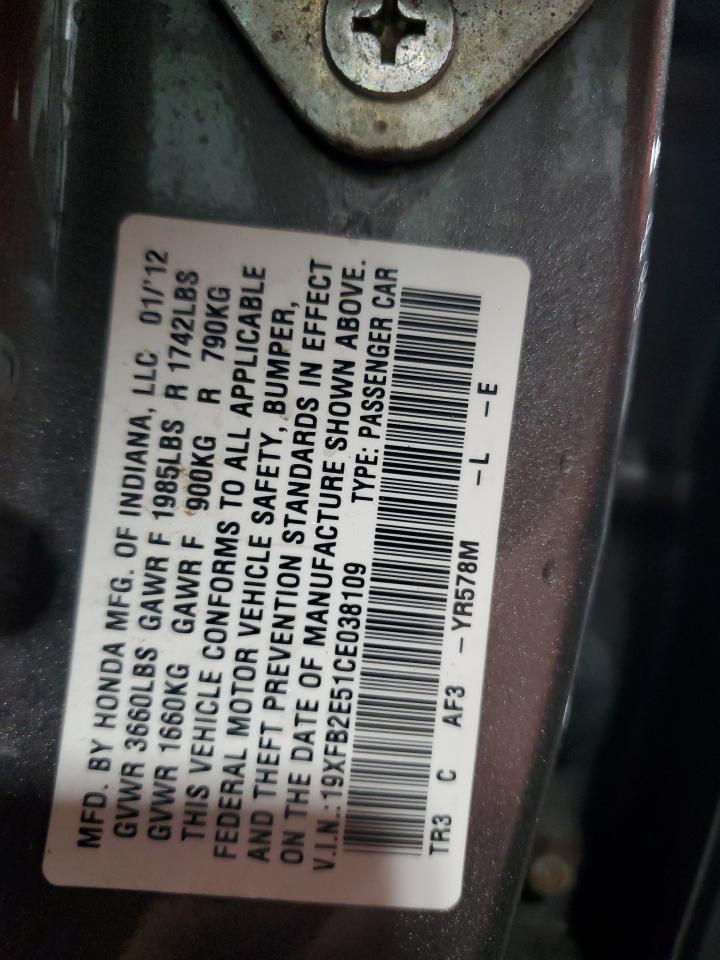 MFD. BY HONDA MFG. OF INDIANA, LLC 01/'12
GVWR 3660LBS GAWR F 1985LBS R 1742LBS
GVWR 1660KG GAWR F 900KG R 790KG
THIS VEHICLE CONFORMS TO ALL APPLICABLE
FEDERAL MOTOR VEHICLE SAFETY, BUMPER,
AND THEFT PREVENTION STANDARDS IN EFFECT
ON THE DATE OF MANUFACTURE SHOWN ABOVE.
V.I.N.:19XFB2E51CE038109 TYPE: PASSENGER CAR
TR3 C AF3 -YR578M -L -E